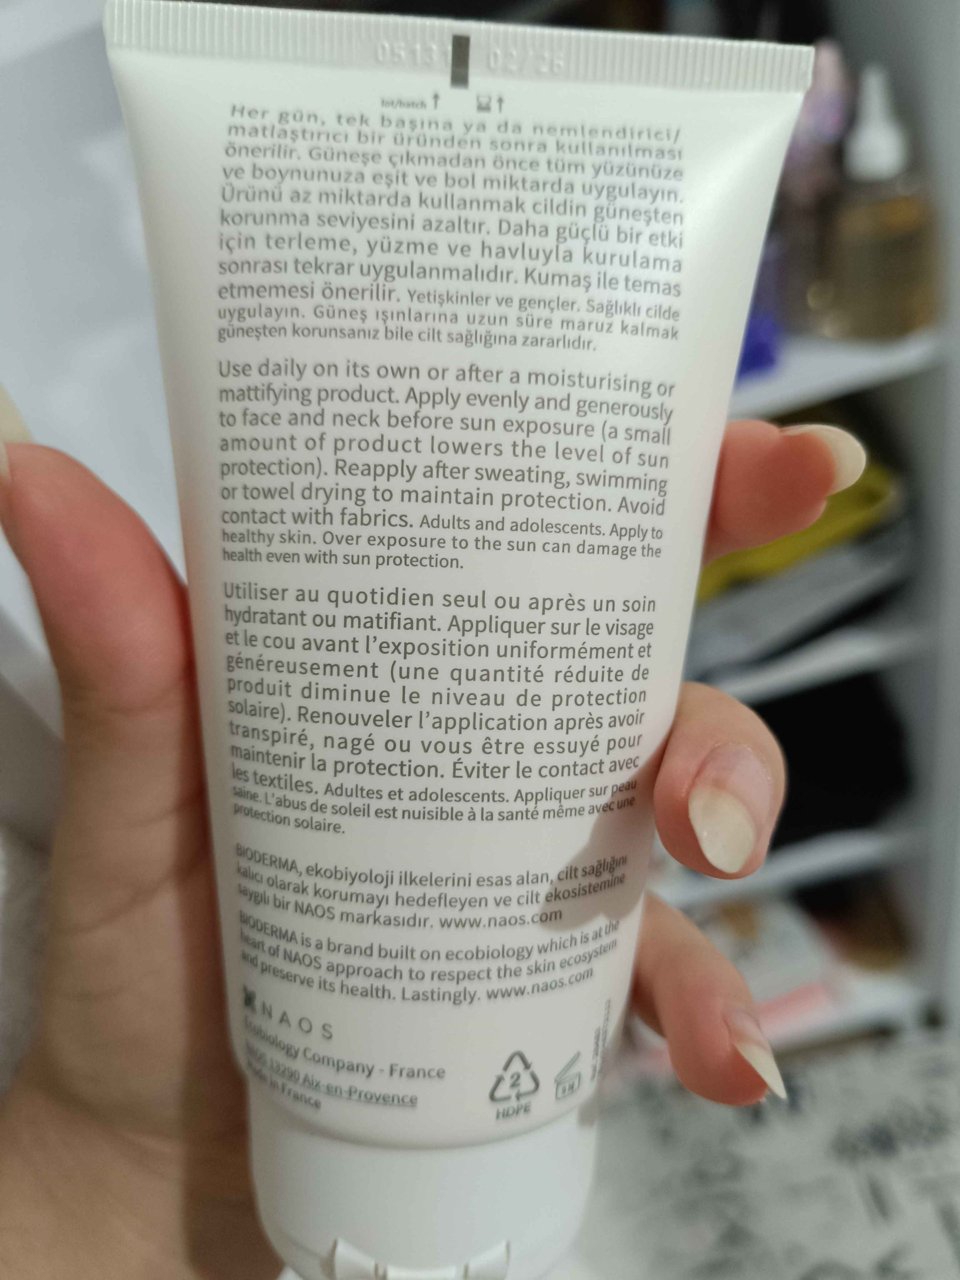 02/26
lot/batch
Her gün, tek başına ya da nemlendirici/
matlaştırıcı bir üründen sonra kullanılması
önerilir. Güneşe çıkmadan önce tüm yüzünüze
ve boynunuza eşit ve bol miktarda uygulayın.
Ürünü az miktarda kullanmak cildin güneşten
korunma seviyesini azaltır. Daha güçlü bir etki
için terleme, yüzme ve havluyla kurulama
sonrası tekrar uygulanmalıdır. Kumaş ile temas
etmemesi önerilir. Yetişkinler ve gençler. Sağlıklı cilde
uygulayın. Güneş ışınlarına uzun süre maruz kalmak
güneşten korunsanız bile cilt sağlığına zararlıdır.
Use daily on its own or after a moisturising or
mattifying product. Apply evenly and generously
to face and neck before sun exposure (a small
amount of product lowers the level of sun
protection). Reapply after sweating, swimming
or towel drying to maintain protection. Avoid
contact with fabrics. Adults and adolescents. Apply to
healthy skin. Over exposure to the sun can damage the
health even with sun protection.
Utiliser au quotidien seul ou après un soin
hydratant ou matifiant. Appliquer sur le visage
et le cou avant l'exposition uniformément et
généreusement (une quantité réduite de
produit diminue le niveau de protection
solaire). Renouveler l'application après avoir
transpiré, nagé ou vous être essuyé pour
maintenir la protection. Éviter le contact avec
les textiles. Adultes et adolescents. Appliquer sur peau
saine. L'abus de soleil est nuisible à la santé même avec une
protection solaire.
BIODERMA, ekobiyoloji ilkelerini esas alan, cilt sağlığını
kalıcı olarak korumayı hedefleyen ve cilt ekosistemine
saygılı bir NAOS markasıdır. www.naos.com
BIODERMA is a brand built on ecobiology which is at the
heart of NAOS approach to respect the skin ecosystem
and preserve its health. Lastingly. www.naos.com
NAOS
Ecobiology Company - France
NAOS 13290 Aix-en-Provence
Made in France
2
HDPE